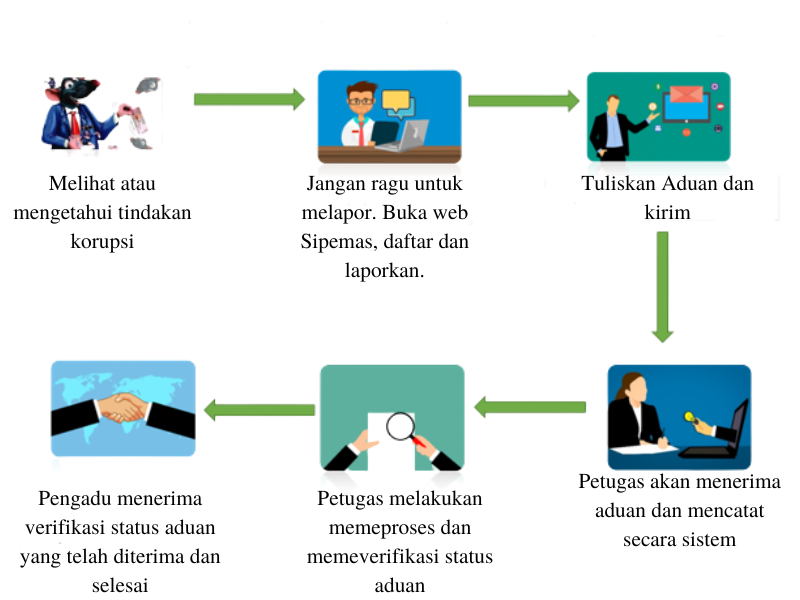 Melihat atau
mengetahui tindakan
korupsi
Jangan ragu untuk
melapor. Buka web
Sipemas, daftar dan
laporkan.
Tuliskan Aduan dan
kirim
Petugas akan menerima
aduan dan mencatat
secara sistem
Petugas melakukan
memeproses dan
memeverifikasi status
aduan
Pengadu menerima
verifikasi status aduan
yang telah diterima dan
selesai